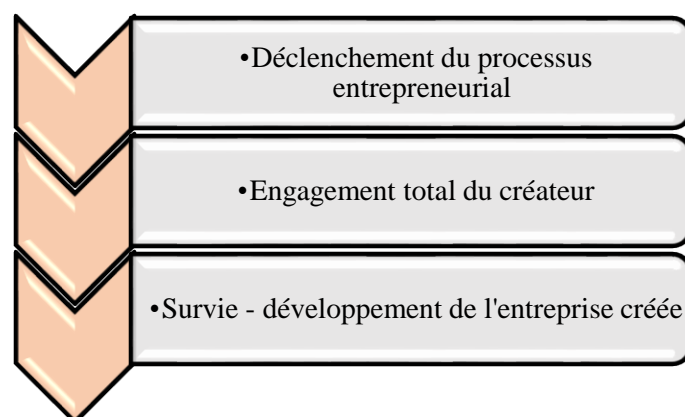 •Déclenchement du processus
entrepreneurial
•Engagement total du créateur
•Survie - développement de l'entreprise créée